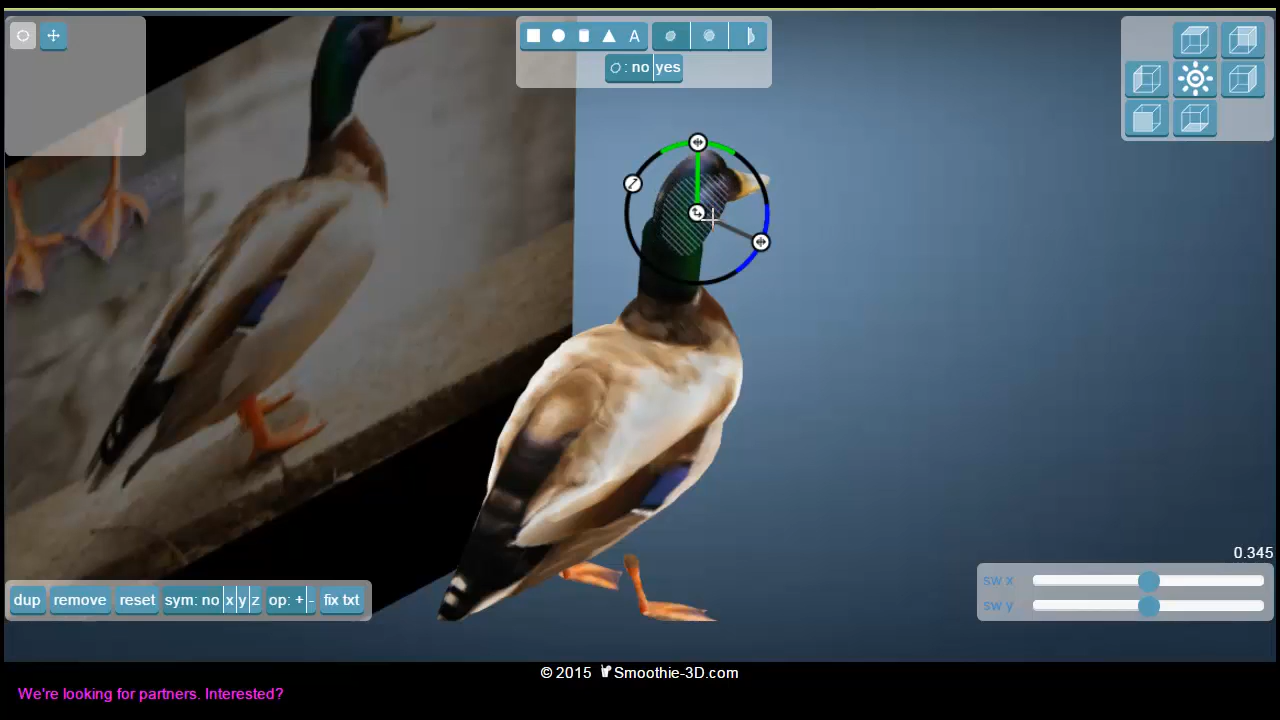 A
: no yes
0.345
sw x
sw y
dup remove reset sym: no x y z op: + - fix txt
© 2015 Smoothie-3D.com
We're looking for partners. Interested?